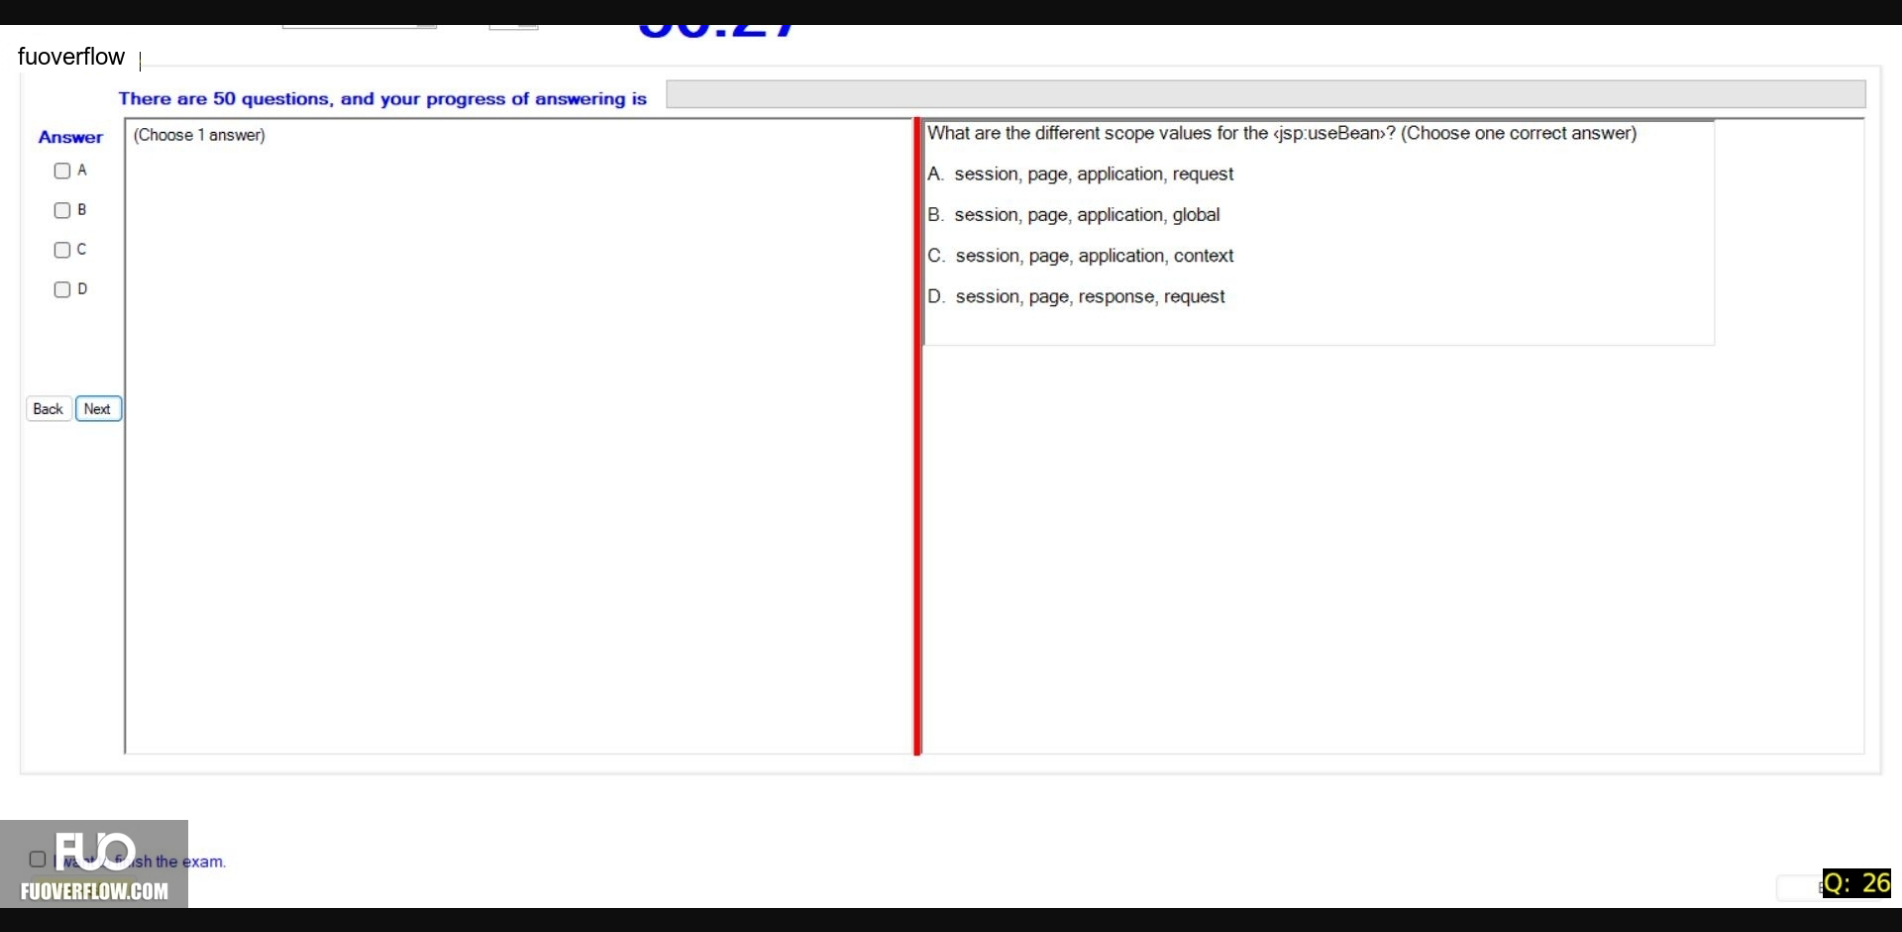 fuoverflow
There are 50 questions, and your progress of answering is
Answer
(Choose 1 answer)
A
B
C
D
Back
Next
What are the different scope values for the ‹jsp:useBean›? (Choose one correct answer)
A. session, page, application, request
B. session, page, application, global
C. session, page, application, context
D. session, page, response, request
FUO
sh the exam.
FUOVERFLOW.COM
Q: 26